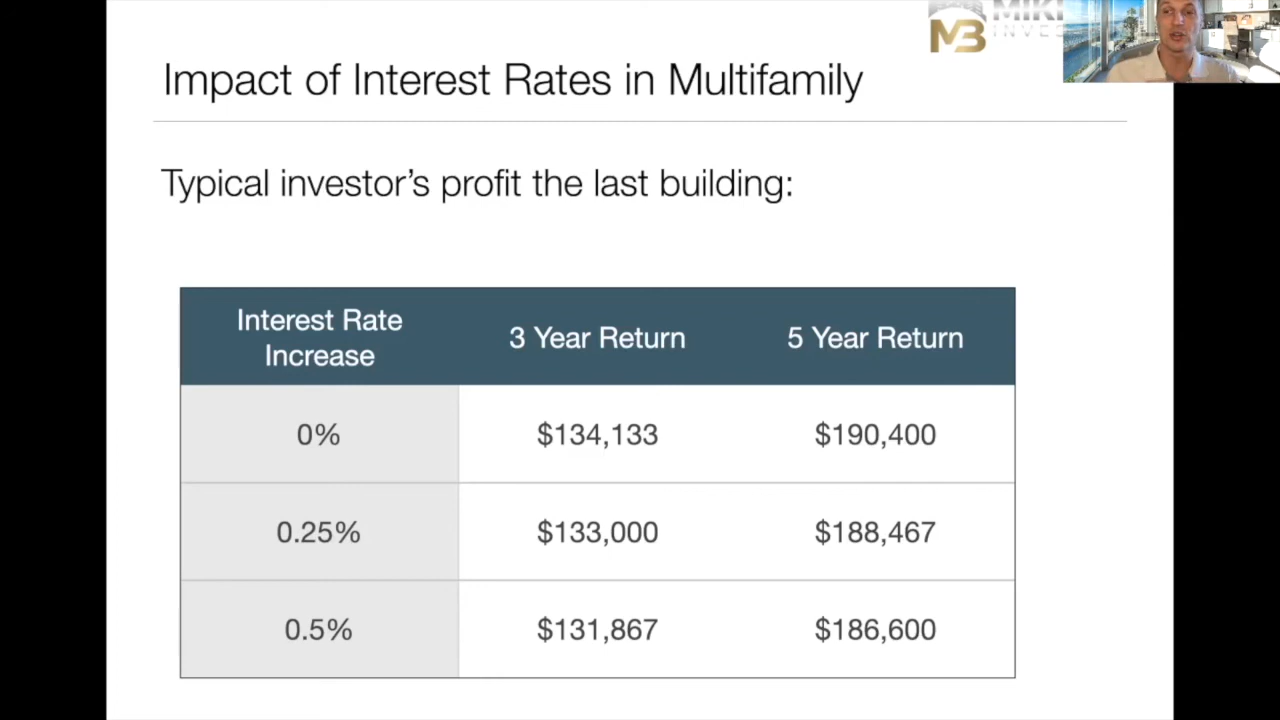 MB
Impact of Interest Rates in Multifamily
Typical investor’s profit the last building:
Interest Rate Increase
3 Year Return
5 Year Return
0%
$134,133
$190,400
0.25%
$133,000
$188,467
0.5%
$131,867
$186,600